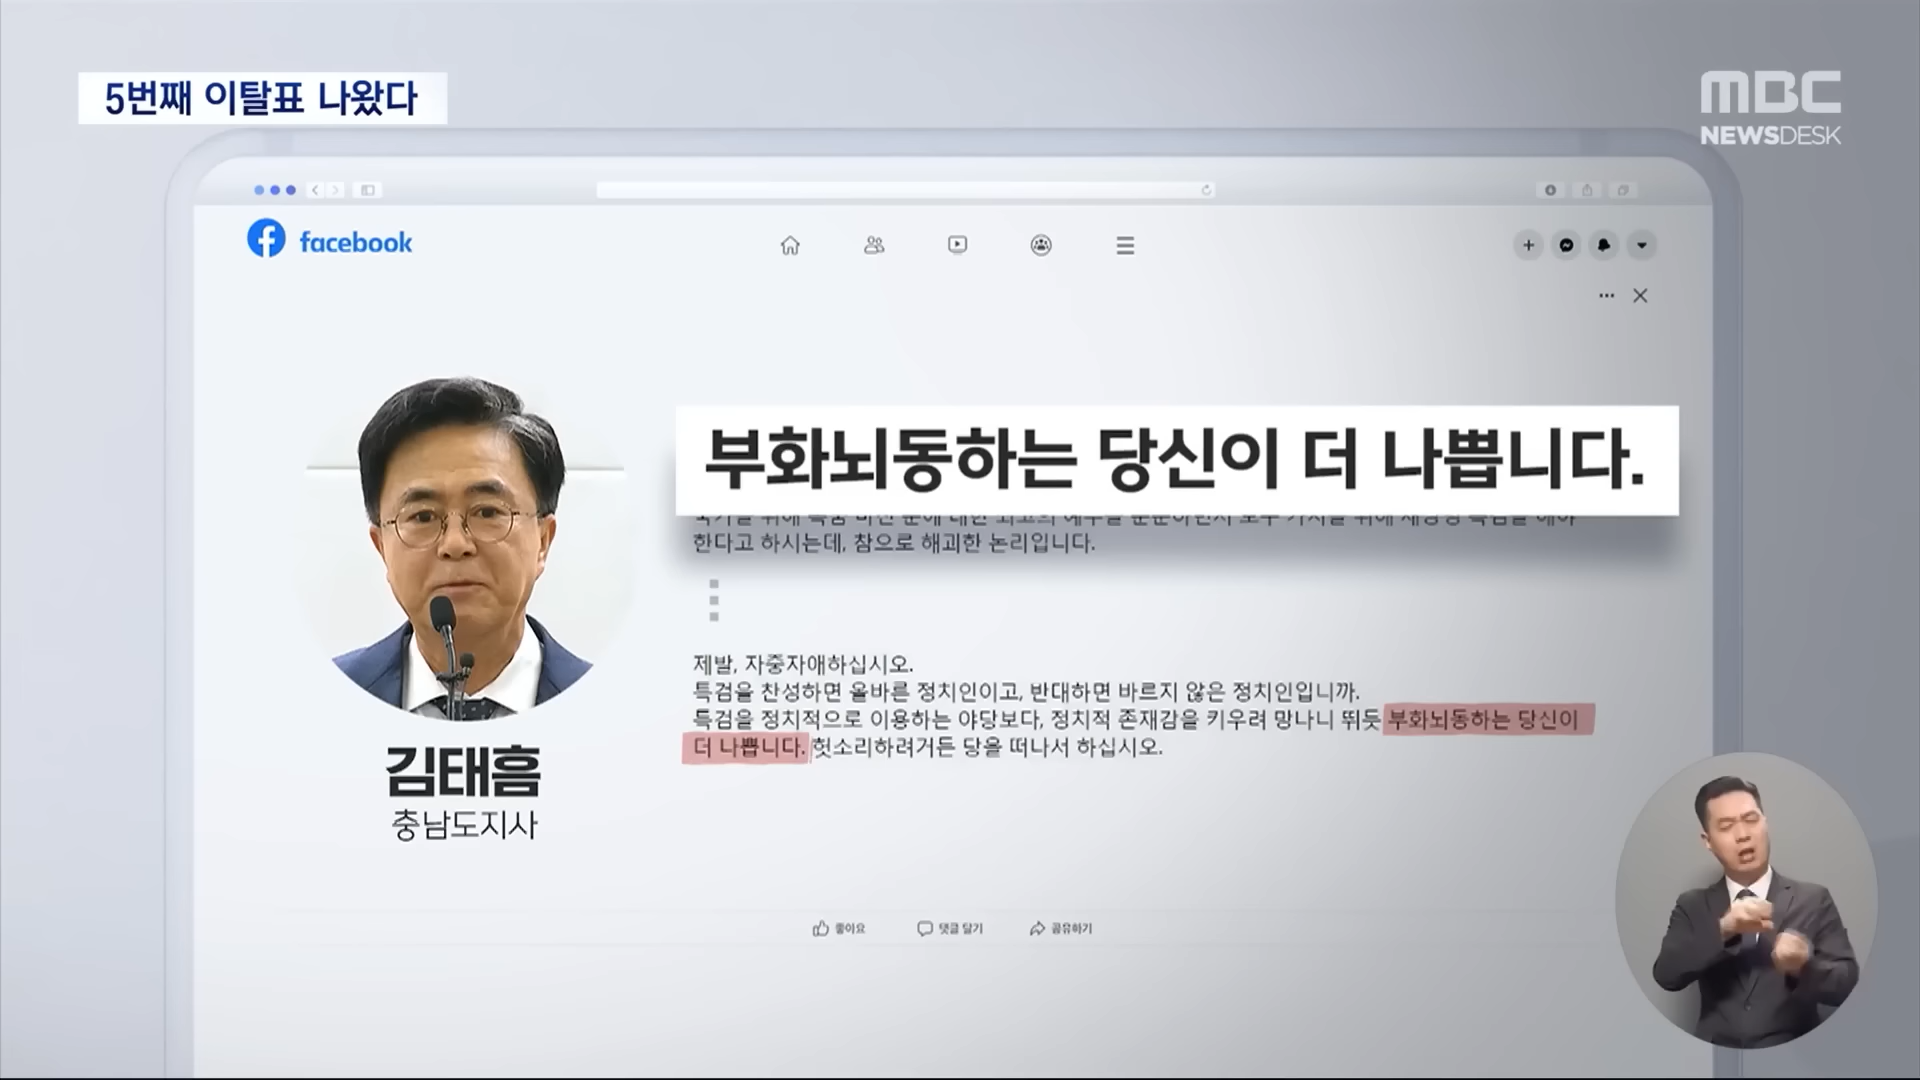 5번째 이탈표 나왔다
MBC
NEWSDESK
facebook
부화뇌동하는 당신이 더 나쁩니다.
한다고 하시는데, 참으로 해괴한 논리입니다.
제발, 자중자애하십시오.
특검을 찬성하면 올바른 정치인이고, 반대하면 바르지 않은 정치인입니까.
특검을 정치적으로 이용하는 야당보다, 정치적 존재감을 키우려 망나니 뛰듯 부화뇌동하는 당신이
더 나쁩니다. 헛소리하려거든 당을 떠나서 하십시오.
김태흠
충남도지사
좋아요 댓글 달기 공유하기